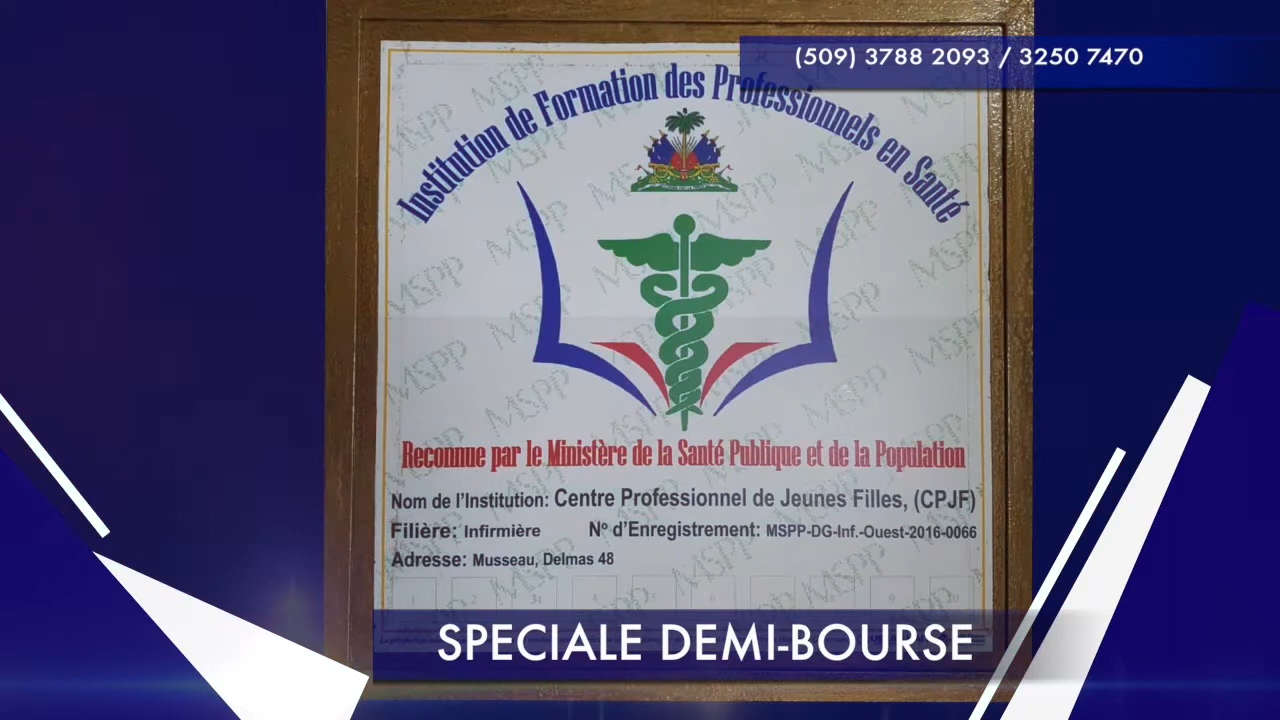 (509) 3788 2093 / 3250 7470
Institution de Formation des Professionnels en Santé
Reconnue par le Ministère de la Santé Publique et de la Population
Nom de l'Institution: Centre Professionnel de Jeunes Filles, (CPJF)
Filière: Infirmière Nº d'Enregistrement: MSPP-DG-Inf.-Ouest-2016-0066
Adresse: Musseau, Delmas 48
SPECIALE DEMI-BOURSE